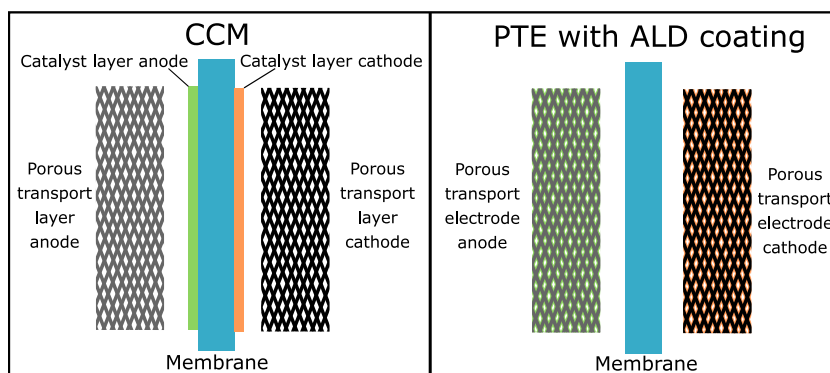 CCM
Catalyst layer anode
Catalyst layer cathode
Porous
transport
layer
anode
Porous
transport
layer
cathode
Membrane
PTE with ALD coating
Porous
transport
electrode
anode
Porous
transport
electrode
cathode
Membrane